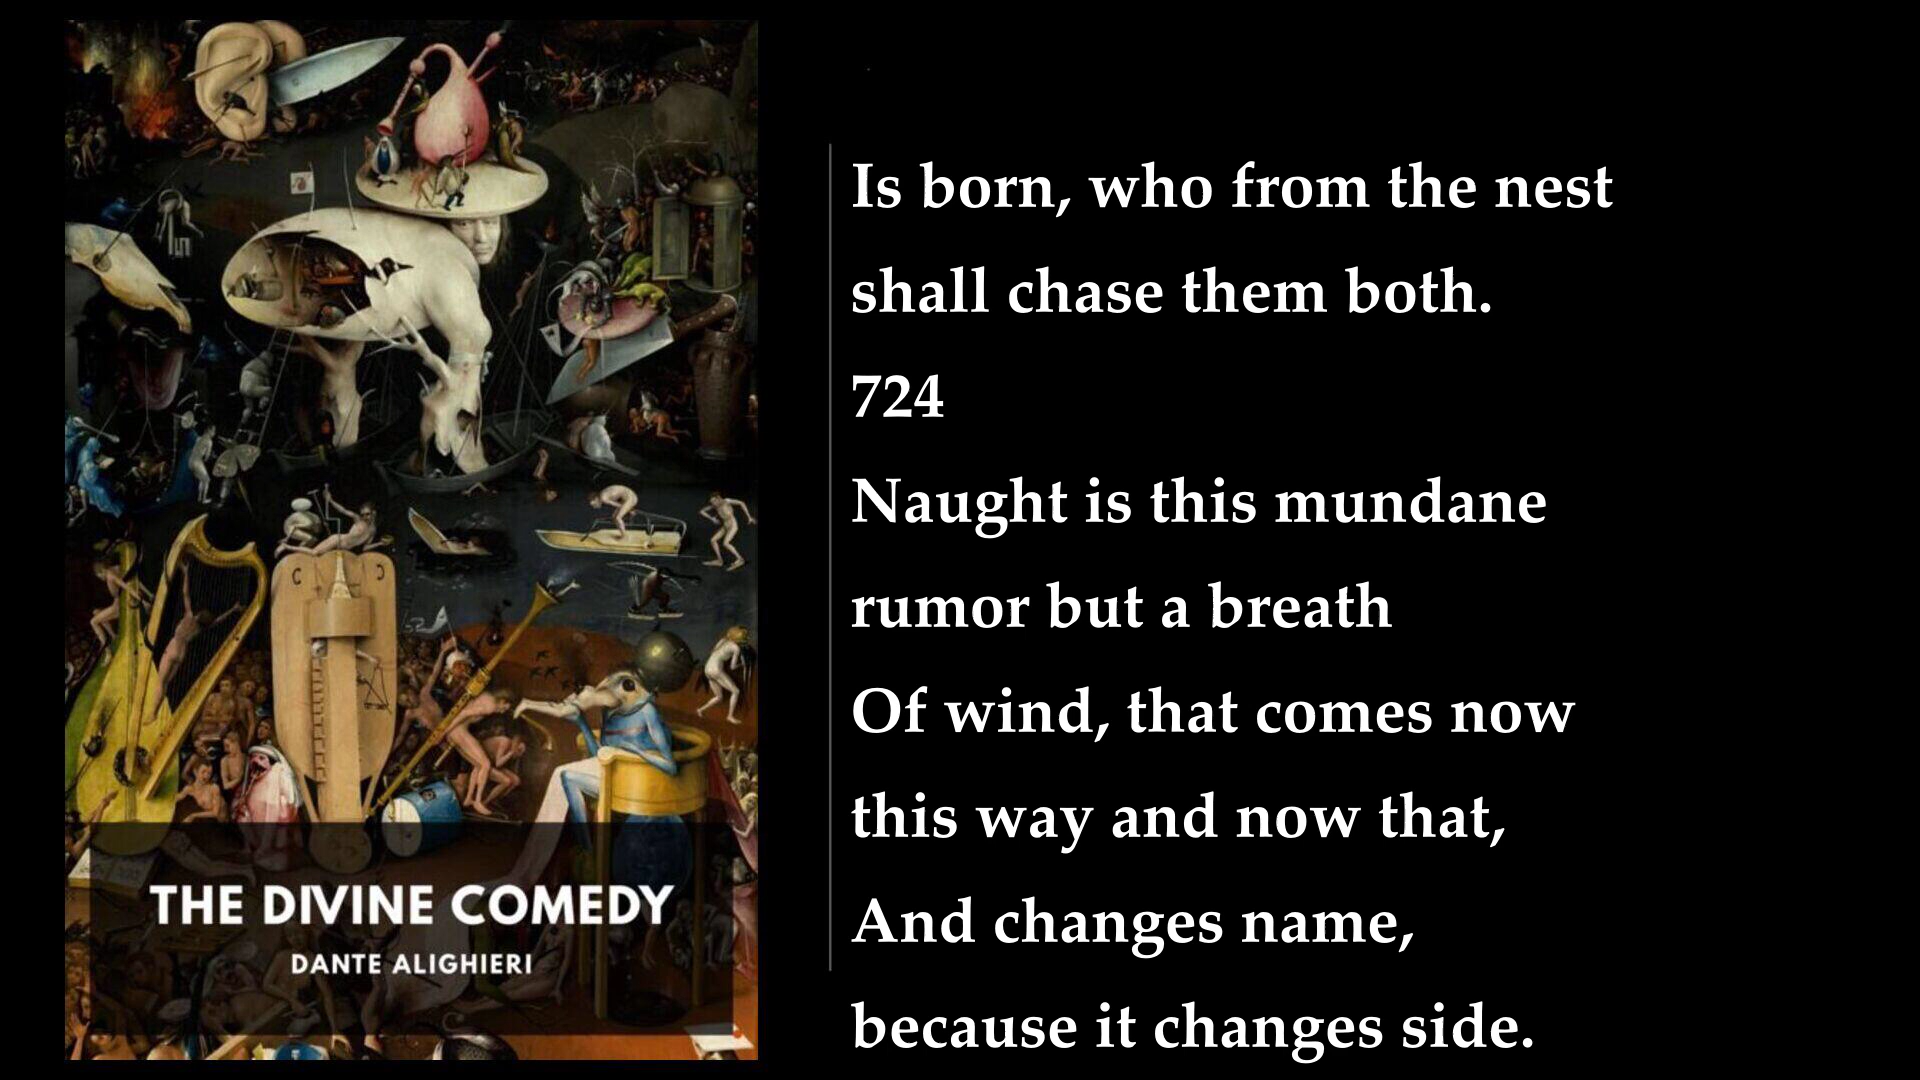 THE DIVINE COMEDY
DANTE ALIGHIERI
Is born, who from the nest
shall chase them both.
724
Naught is this mundane
rumor but a breath
Of wind, that comes now
this way and now that,
And changes name,
because it changes side.